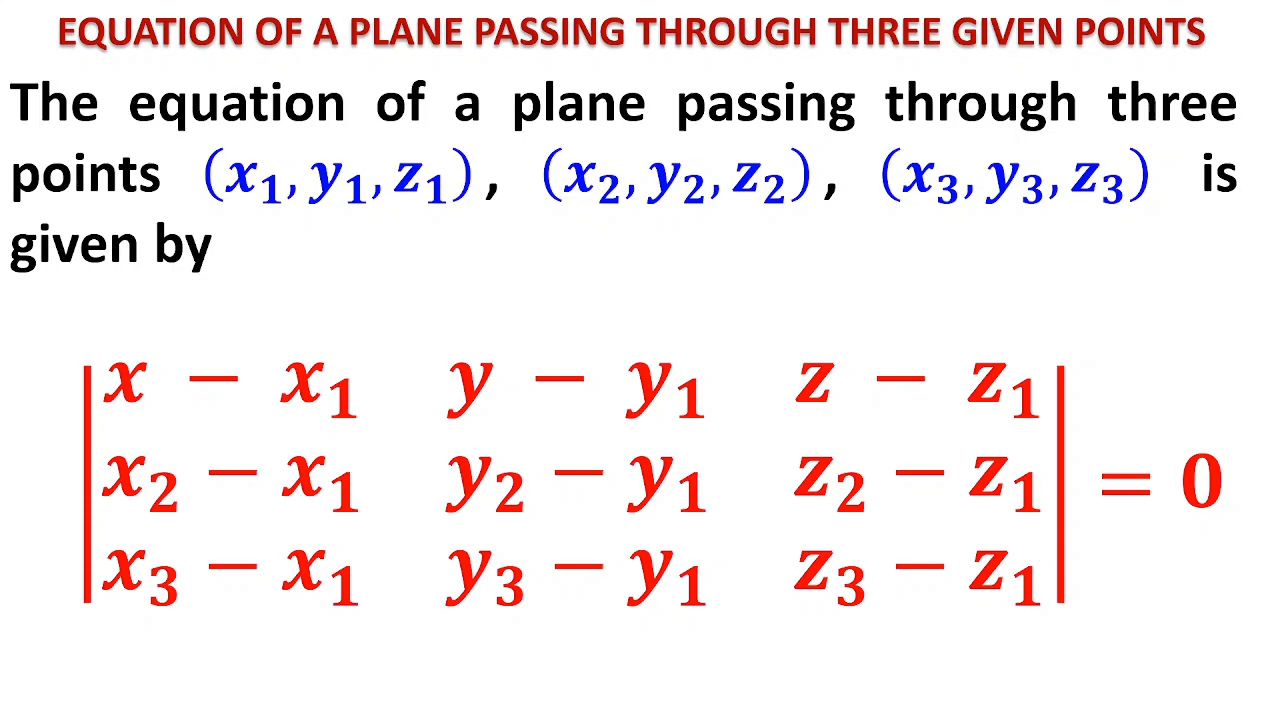 EQUATION OF A PLANE PASSING THROUGH THREE GIVEN POINTS
The equation of a plane passing through three
points (x₁, y₁, z₁), (x₂, y₂, z₂), (x₃, y₃, z₃) is
given by
| x − x₁ y − y₁ z − z₁ |
| x₂ − x₁ y₂ − y₁ z₂ − z₁ | = 0
| x₃ − x₁ y₃ − y₁ z₃ − z₁ |